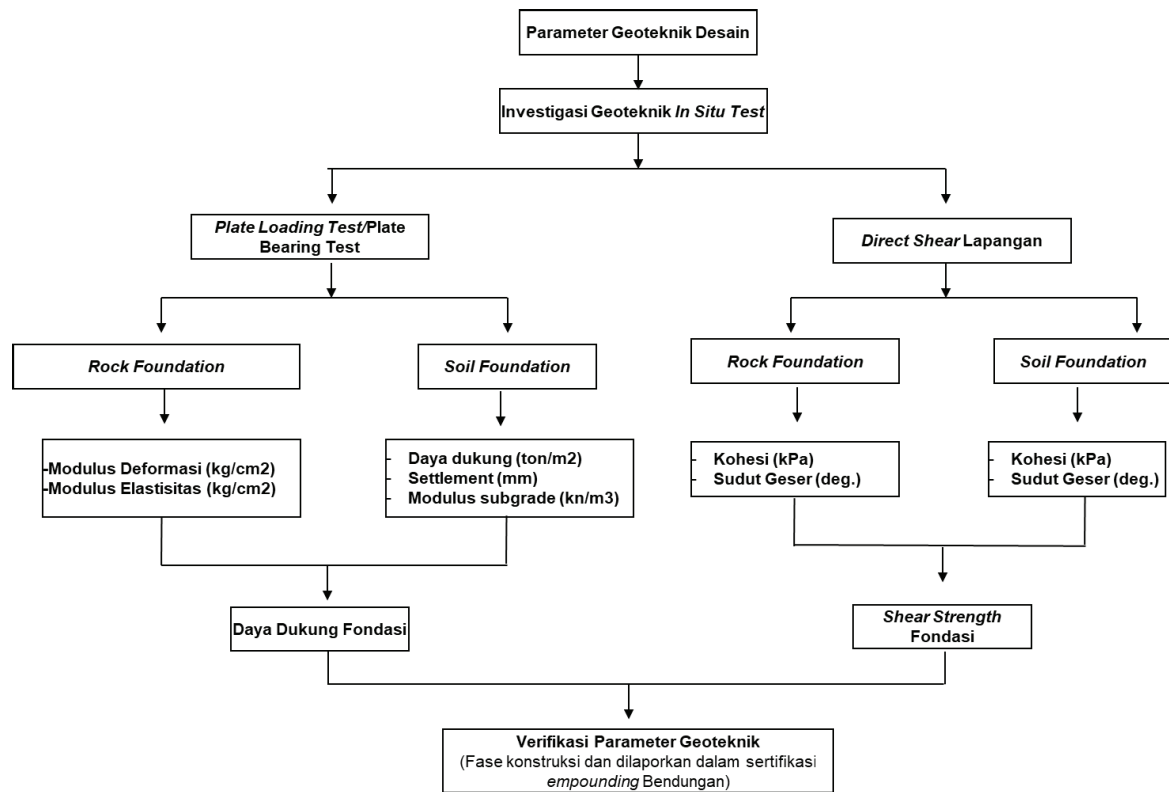 Parameter Geoteknik Desain
Investigasi Geoteknik In Situ Test
Plate Loading Test/Plate
Bearing Test
Direct Shear Lapangan
Rock Foundation
Soil Foundation
Rock Foundation
Soil Foundation
-Modulus Deformasi (kg/cm2)
-Modulus Elastisitas (kg/cm2)
- Daya dukung (ton/m2)
- Settlement (mm)
- Modulus subgrade (kn/m3)
- Kohesi (kPa)
- Sudut Geser (deg.)
- Kohesi (kPa)
- Sudut Geser (deg.)
Daya Dukung Fondasi
Shear Strength
Fondasi
Verifikasi Parameter Geoteknik
(Fase konstruksi dan dilaporkan dalam sertifikasi
empounding Bendungan)